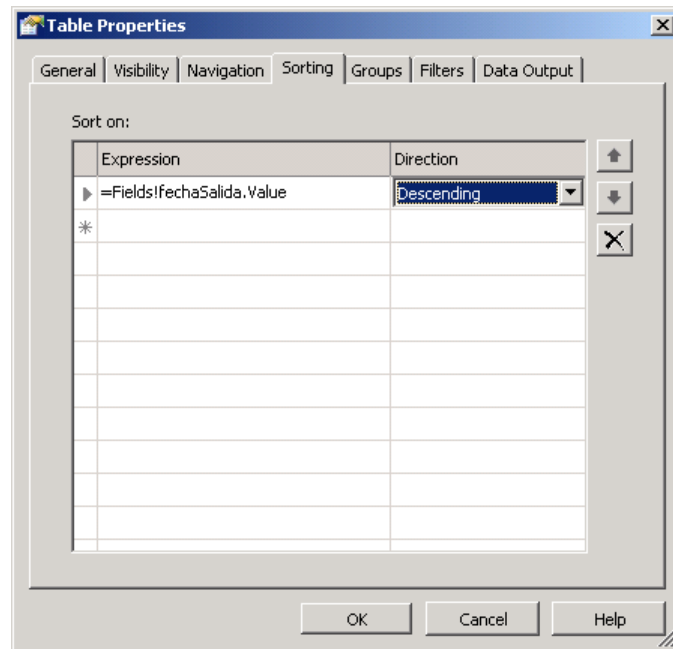 Table Properties
General Visibility Navigation Sorting Groups Filters Data Output
Sort on:
Expression Direction
=Fields!fechaSalida.Value Descending
OK Cancel Help